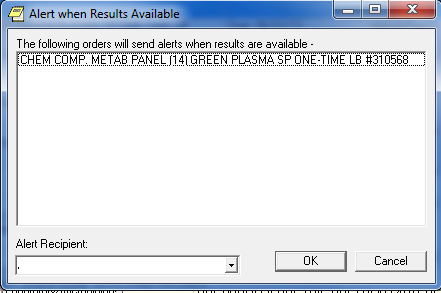 Alert when Results Available
The following orders will send alerts when results are available -
CHEM COMP. METAB PANEL (14) GREEN PLASMA SP ONE-TIME LB #310568
Alert Recipient:
,
OK
Cancel